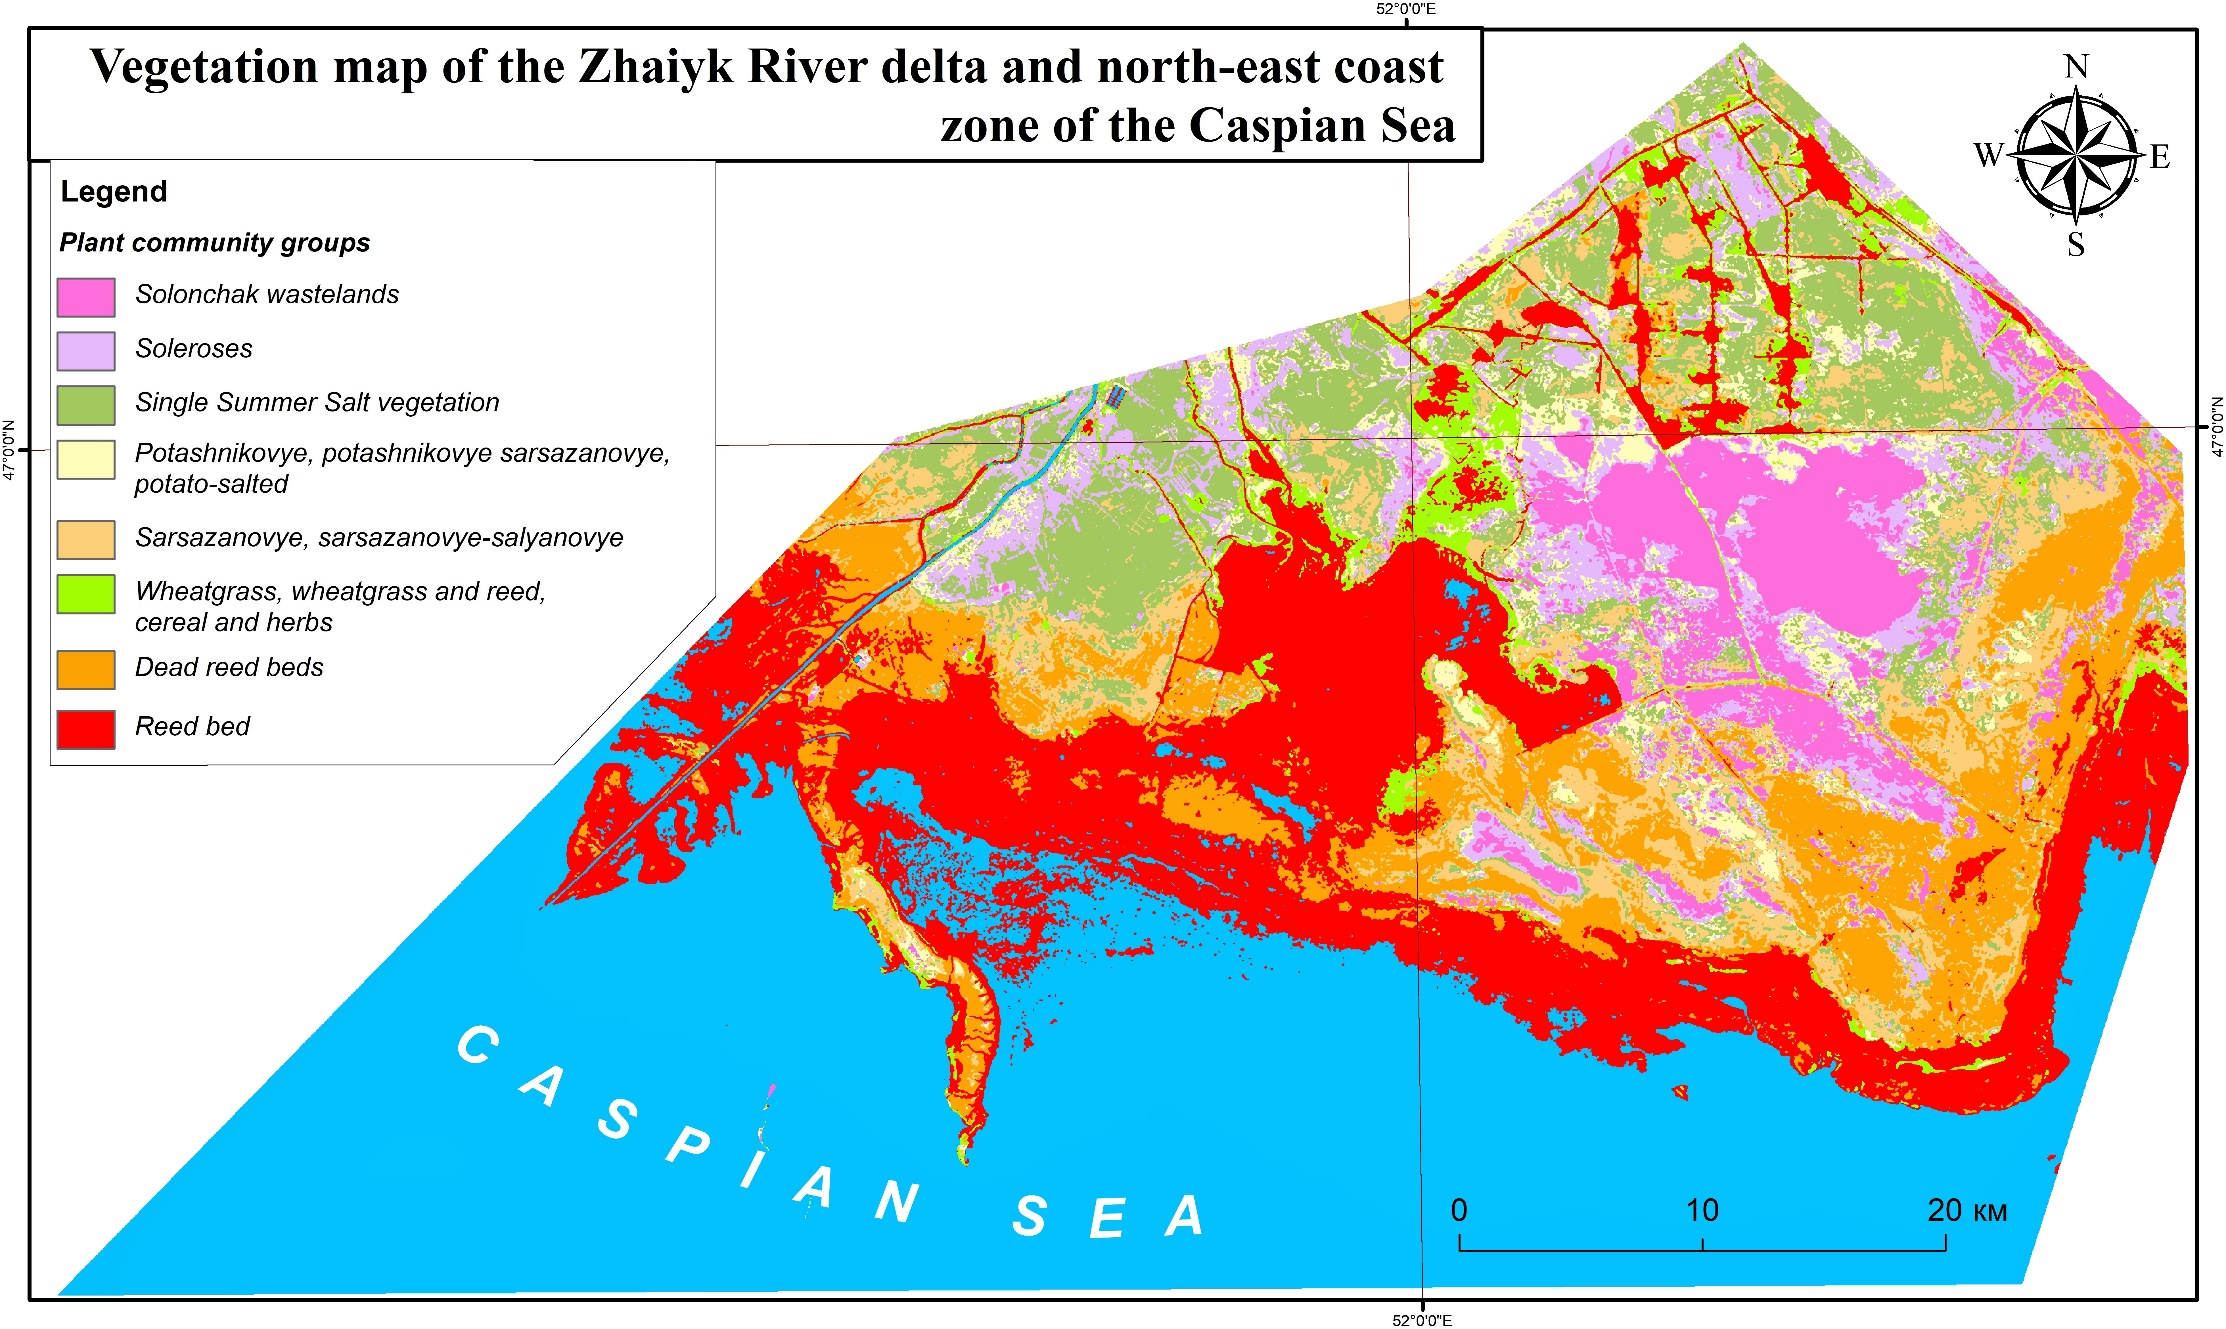 52°0'0"E
Vegetation map of the Zhaiyk River delta and north-east coast
zone of the Caspian Sea
N
W
E
S
Legend
Plant community groups
Solonchak wastelands
Soleroses
Single Summer Salt vegetation
Potashnikovye, potashnikovye sarsazanovye,
potato-salted
Sarsazanovye, sarsazanovye-salyanovye
Wheatgrass, wheatgrass and reed,
cereal and herbs
Dead reed beds
Reed bed
47°0'0"N
47°0'0"N
CASPIAN SEA
0 10 20 км
52°0'0"E